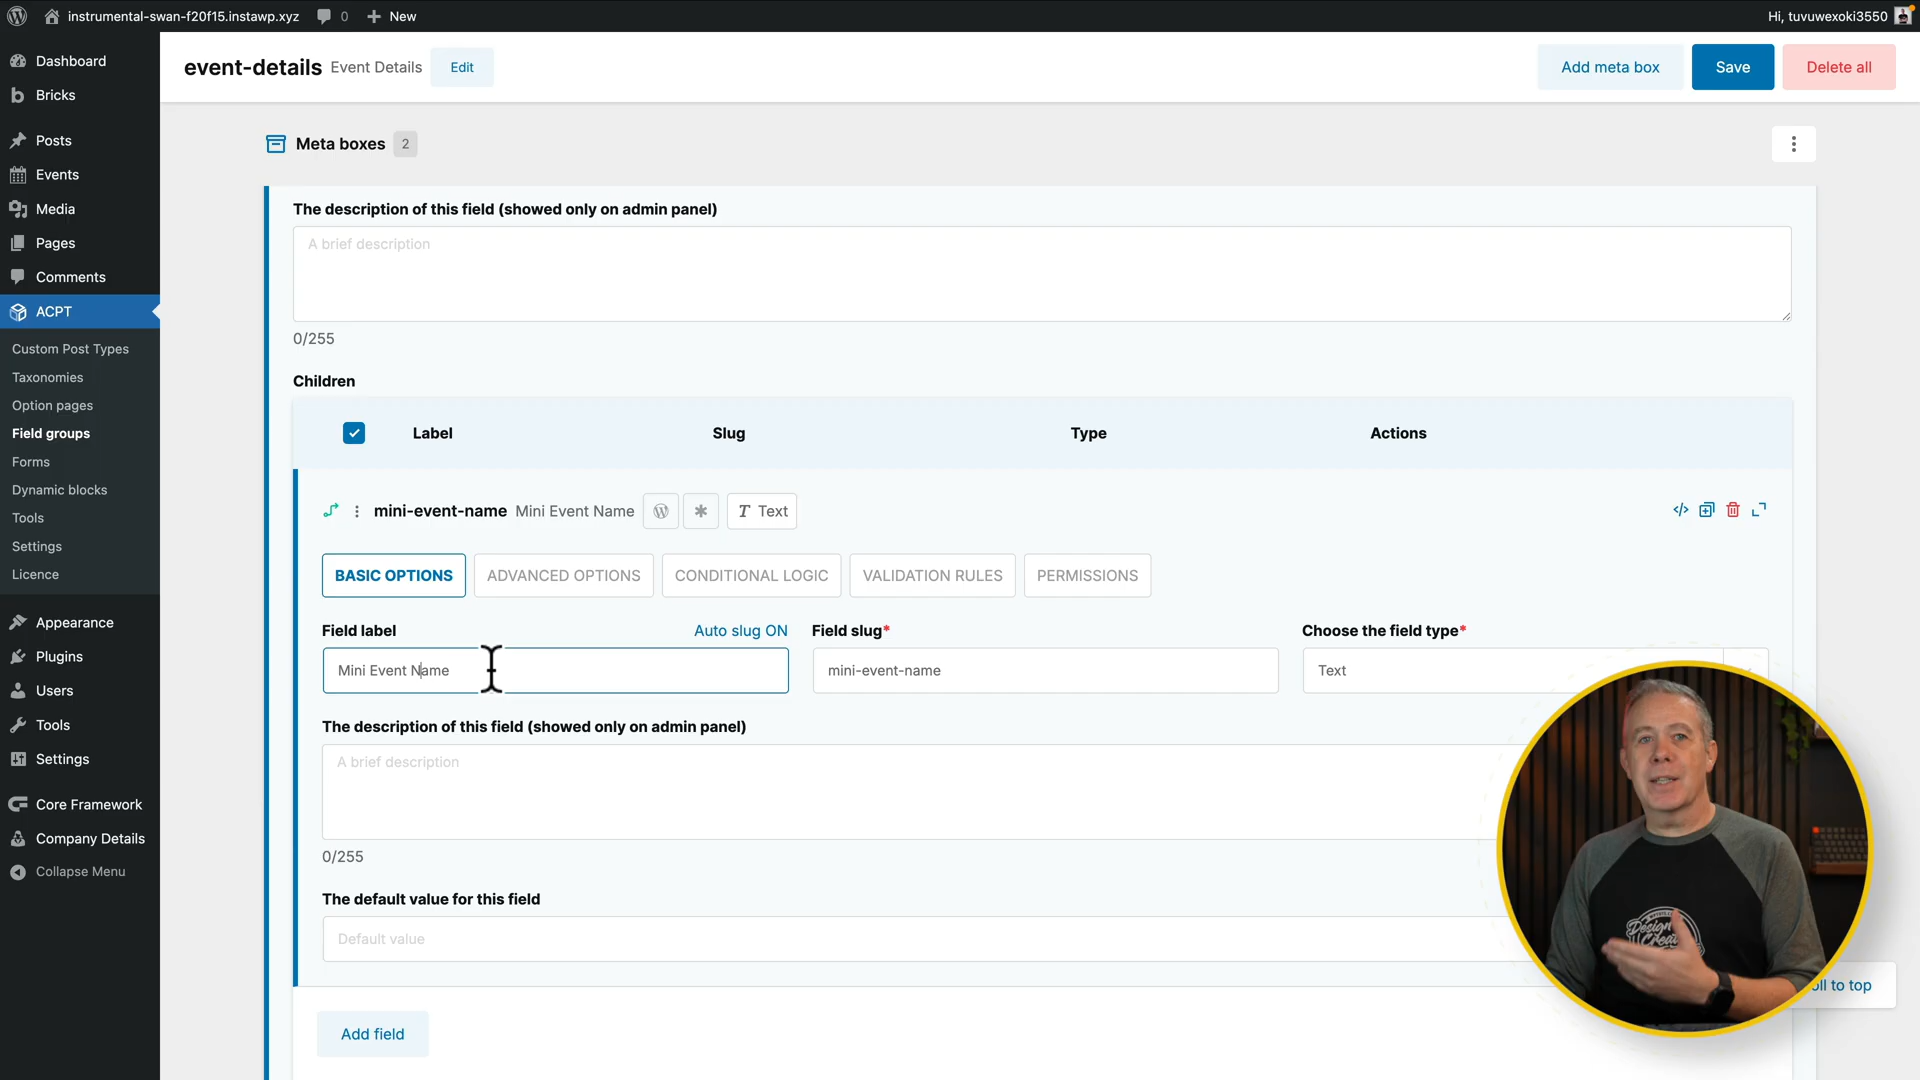 instrumental-swan-f20f15.instawp.xyz 0 New Hi, tuvuwexoki3550
Dashboard
Bricks
Posts
Events
Media
Pages
Comments
ACPT
Custom Post Types
Taxonomies
Option pages
Field groups
Forms
Dynamic blocks
Tools
Settings
Licence
Appearance
Plugins
Users
Tools
Settings
Core Framework
Company Details
Collapse Menu
event-details Event Details Edit Add meta box Save Delete all
Meta boxes 2
The description of this field (showed only on admin panel)
A brief description
0/255
Children
Label Slug Type Actions
mini-event-name Mini Event Name T Text
BASIC OPTIONS ADVANCED OPTIONS CONDITIONAL LOGIC VALIDATION RULES PERMISSIONS
Field label Auto slug ON Field slug* Choose the field type*
Mini Event Name mini-event-name Text
The description of this field (showed only on admin panel)
A brief description
0/255
The default value for this field
Default value
to top
Add field